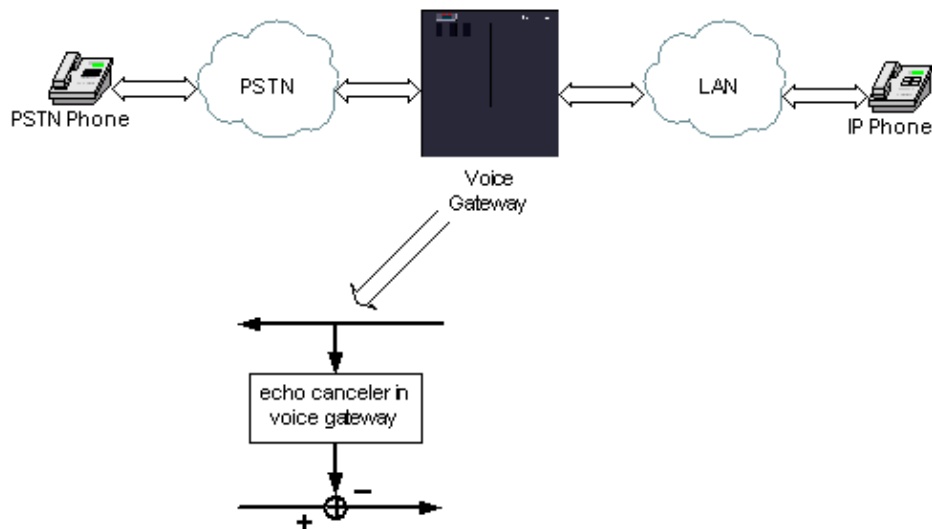 PSTN
LAN
PSTN Phone
IP Phone
Voice
Gateway
echo canceler in
voice gateway
−
+